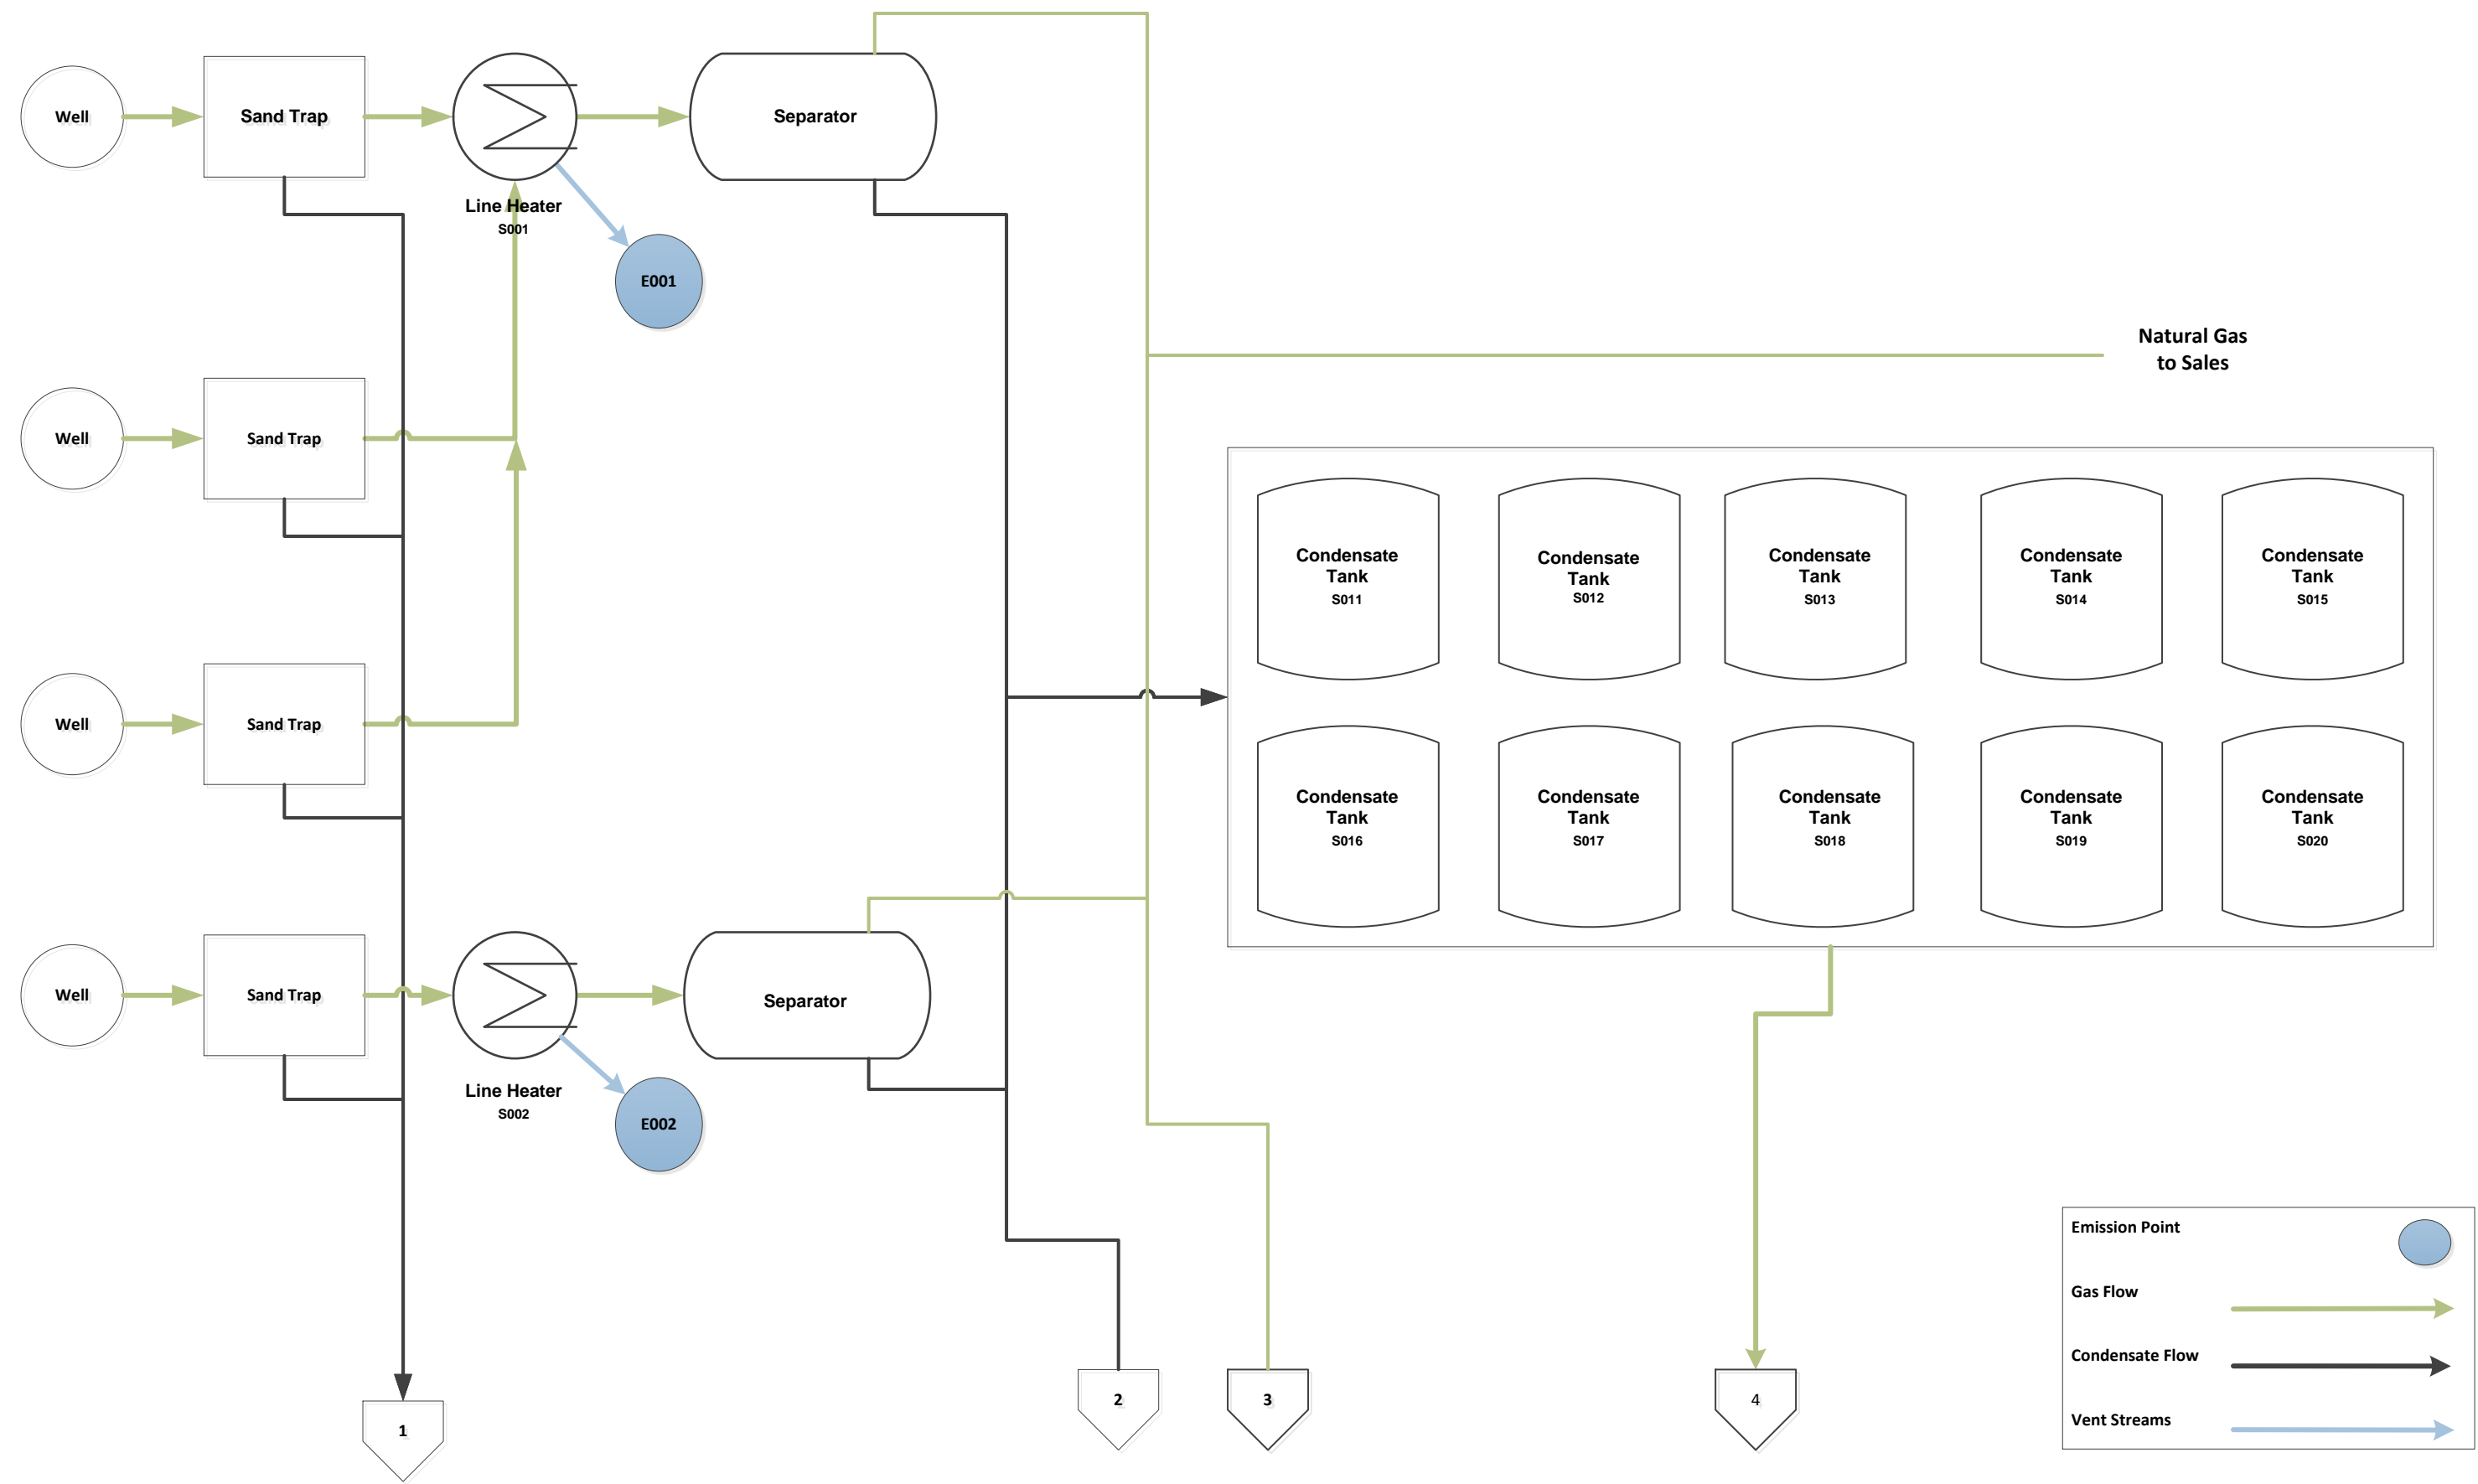 Well
Sand Trap
Separator
Line Heater
S001
E001
Natural Gas
to Sales
Well
Sand Trap
Condensate
Tank
S011
Condensate
Tank
S012
Condensate
Tank
S013
Condensate
Tank
S014
Condensate
Tank
S015
Well
Sand Trap
Condensate
Tank
S016
Condensate
Tank
S017
Condensate
Tank
S018
Condensate
Tank
S019
Condensate
Tank
S020
Well
Sand Trap
Separator
Line Heater
S002
E002
Emission Point
Gas Flow
Condensate Flow
Vent Streams
1
2
3
4